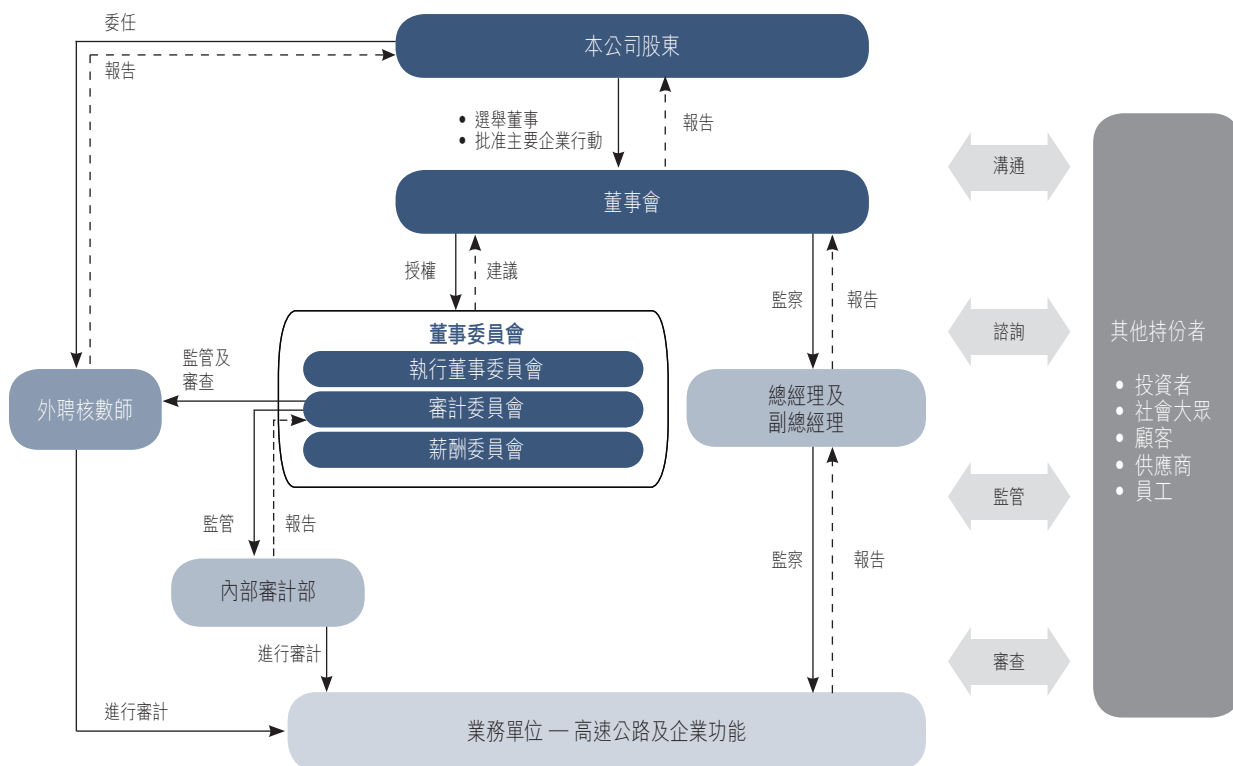 委任
本公司股東
報告
• 選舉董事
• 批准主要企業行動
報告
溝通
董事會
授權
建議
監察
報告
諮詢
董事委員會
執行董事委員會
審計委員會
薪酬委員會
監管及
審查
外聘核數師
總經理及
副總經理
其他持份者
• 投資者
• 社會大眾
• 顧客
• 供應商
• 員工
監管
監管
報告
監察
報告
內部審計部
進行審計
審查
進行審計
業務單位 — 高速公路及企業功能